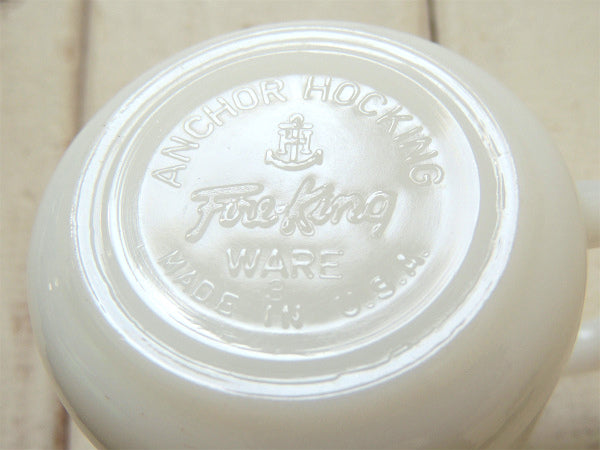 ANCHOR HOCKING
H
Fire-King
WARE
3
MADE IN U.S.A.